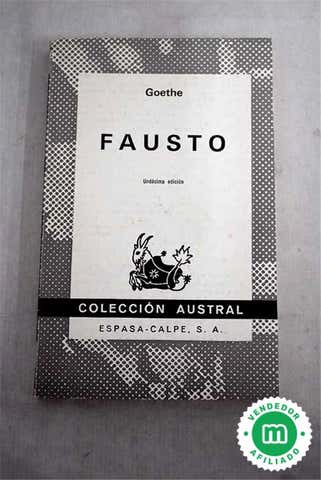 Goethe
FAUSTO
Undécima edición
COLECCIÓN AUSTRAL
ESPASA-CALPE, S. A.
VENDEDOR
m
AFILIADO